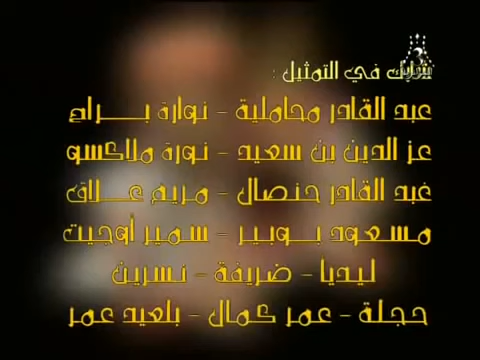 شارك في التمثيل :
عبد القادر محاملية - نوارة براح
عز الدين بن سعيد - نورة ملاكسو
عبد القادر حنصال - مريم علاق
مسعود بوبير - سمير أوجيت
ليديا - ضريفة - نسرين
حجلة - عمر كمال - بلعيد عمر